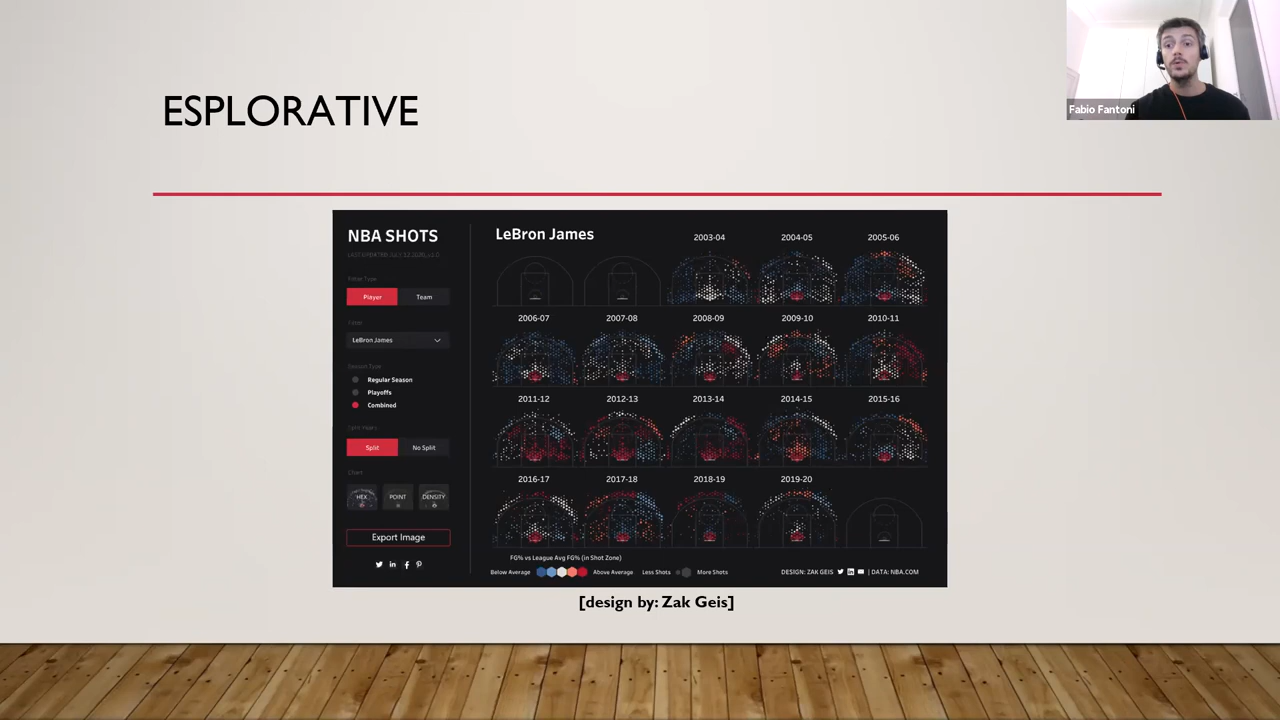 Fabio Fantoni
ESPLORATIVE
NBA SHOTS
Player
Team
LeBron James
Regular Season
Playoffs
Combined
Split
No Split
HEX
POINT
DENSITY
Export Image
LeBron James
2003-04
2004-05
2005-06
2006-07
2007-08
2008-09
2009-10
2010-11
2011-12
2012-13
2013-14
2014-15
2015-16
2016-17
2017-18
2018-19
2019-20
FG% vs League Avg FG% (in Shot Zone)
Below Average
Above Average
Less Shots
More Shots
DESIGN: ZAK GEIS
| DATA: NBA.COM
[design by: Zak Geis]